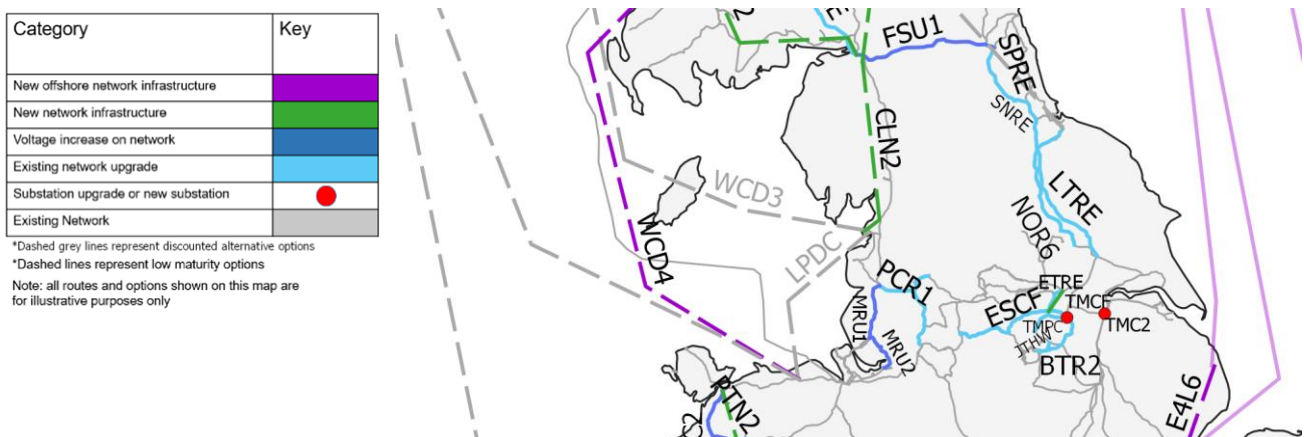 Category Key
New offshore network infrastructure
New network infrastructure
Voltage increase on network
Existing network upgrade
Substation upgrade or new substation
Existing Network
*Dashed grey lines represent discounted alternative options
*Dashed lines represent low maturity options
Note: all routes and options shown on this map are
for illustrative purposes only
FSU1
SPRE
SNRE
CLN2
WCD3
LTRE
NOR6
WCD4
LPDC
PCR1
MRU1
MRU2
ETRE
ESCF
TMCF
TMPC
TMC2
JTHW
BTR2
PTN2
E4L6